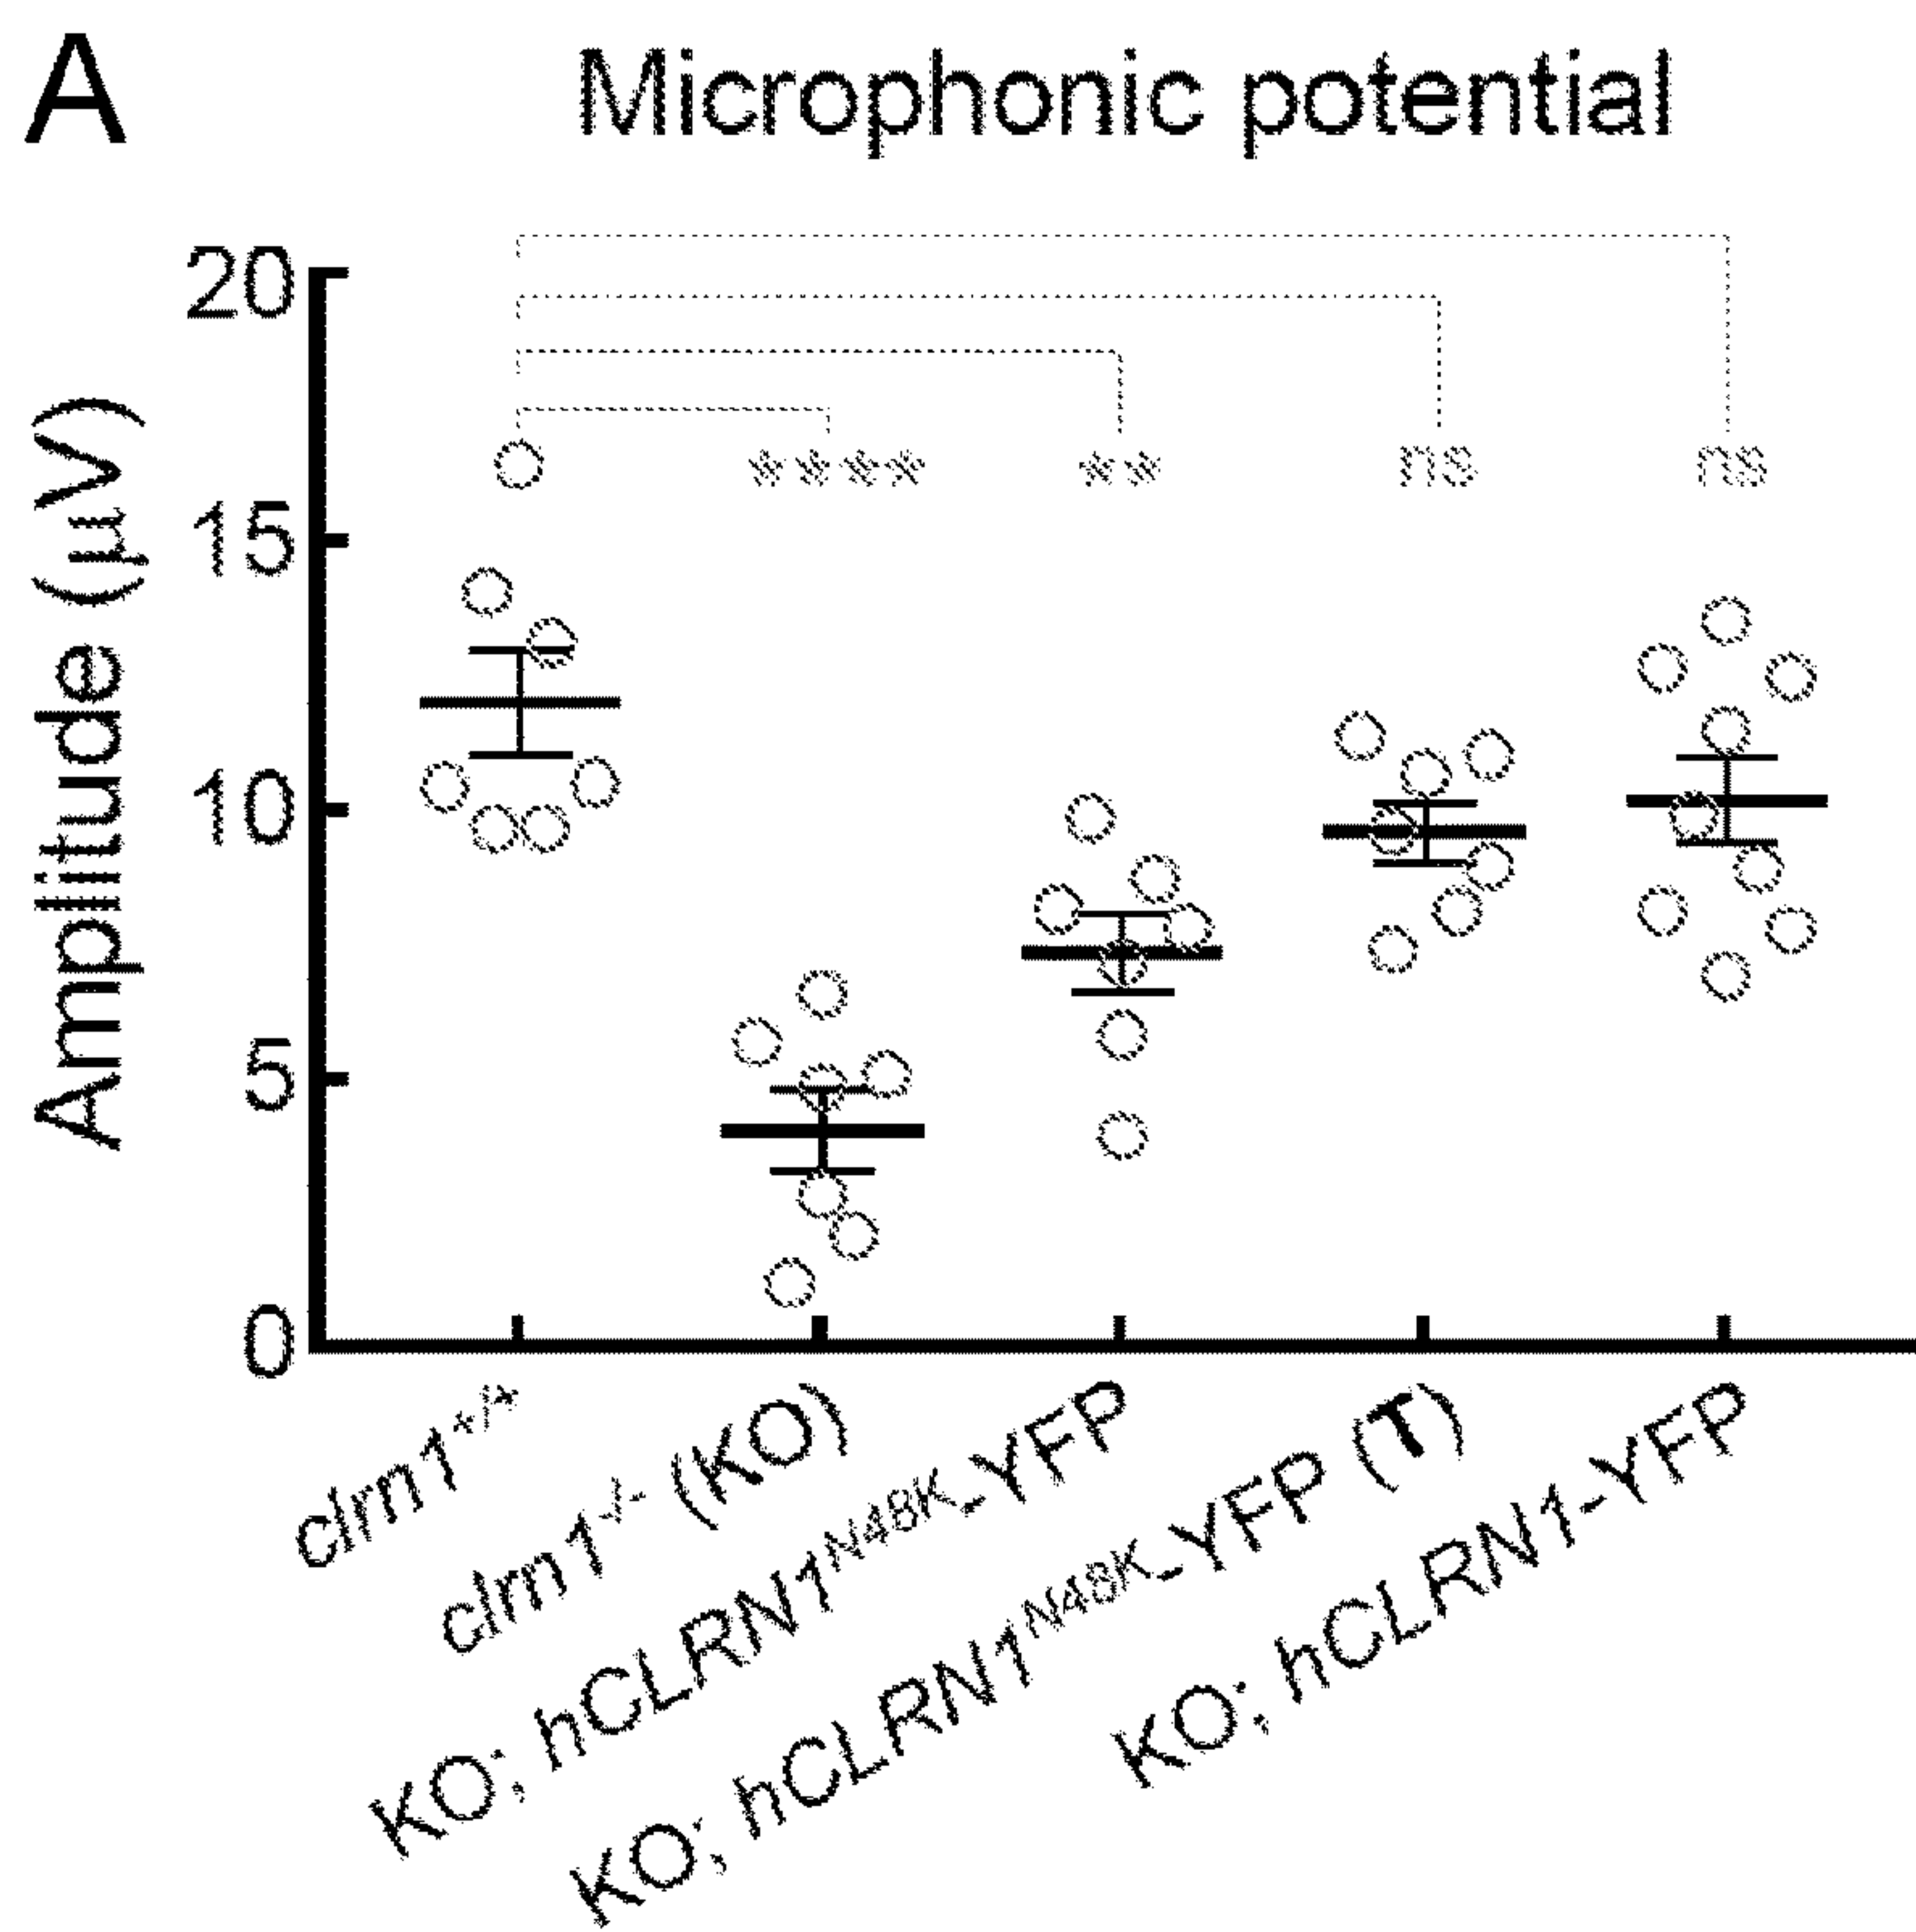 A
Microphonic potential
Amplitude (µV)
20
15
10
5
0
**** ** ns ns
clrn1+/+
clrn1-/- (KO)
KO; hCLRN1N48K-YFP
KO; hCLRN1N48K-YFP (T)
KO; hCLRN1-YFP